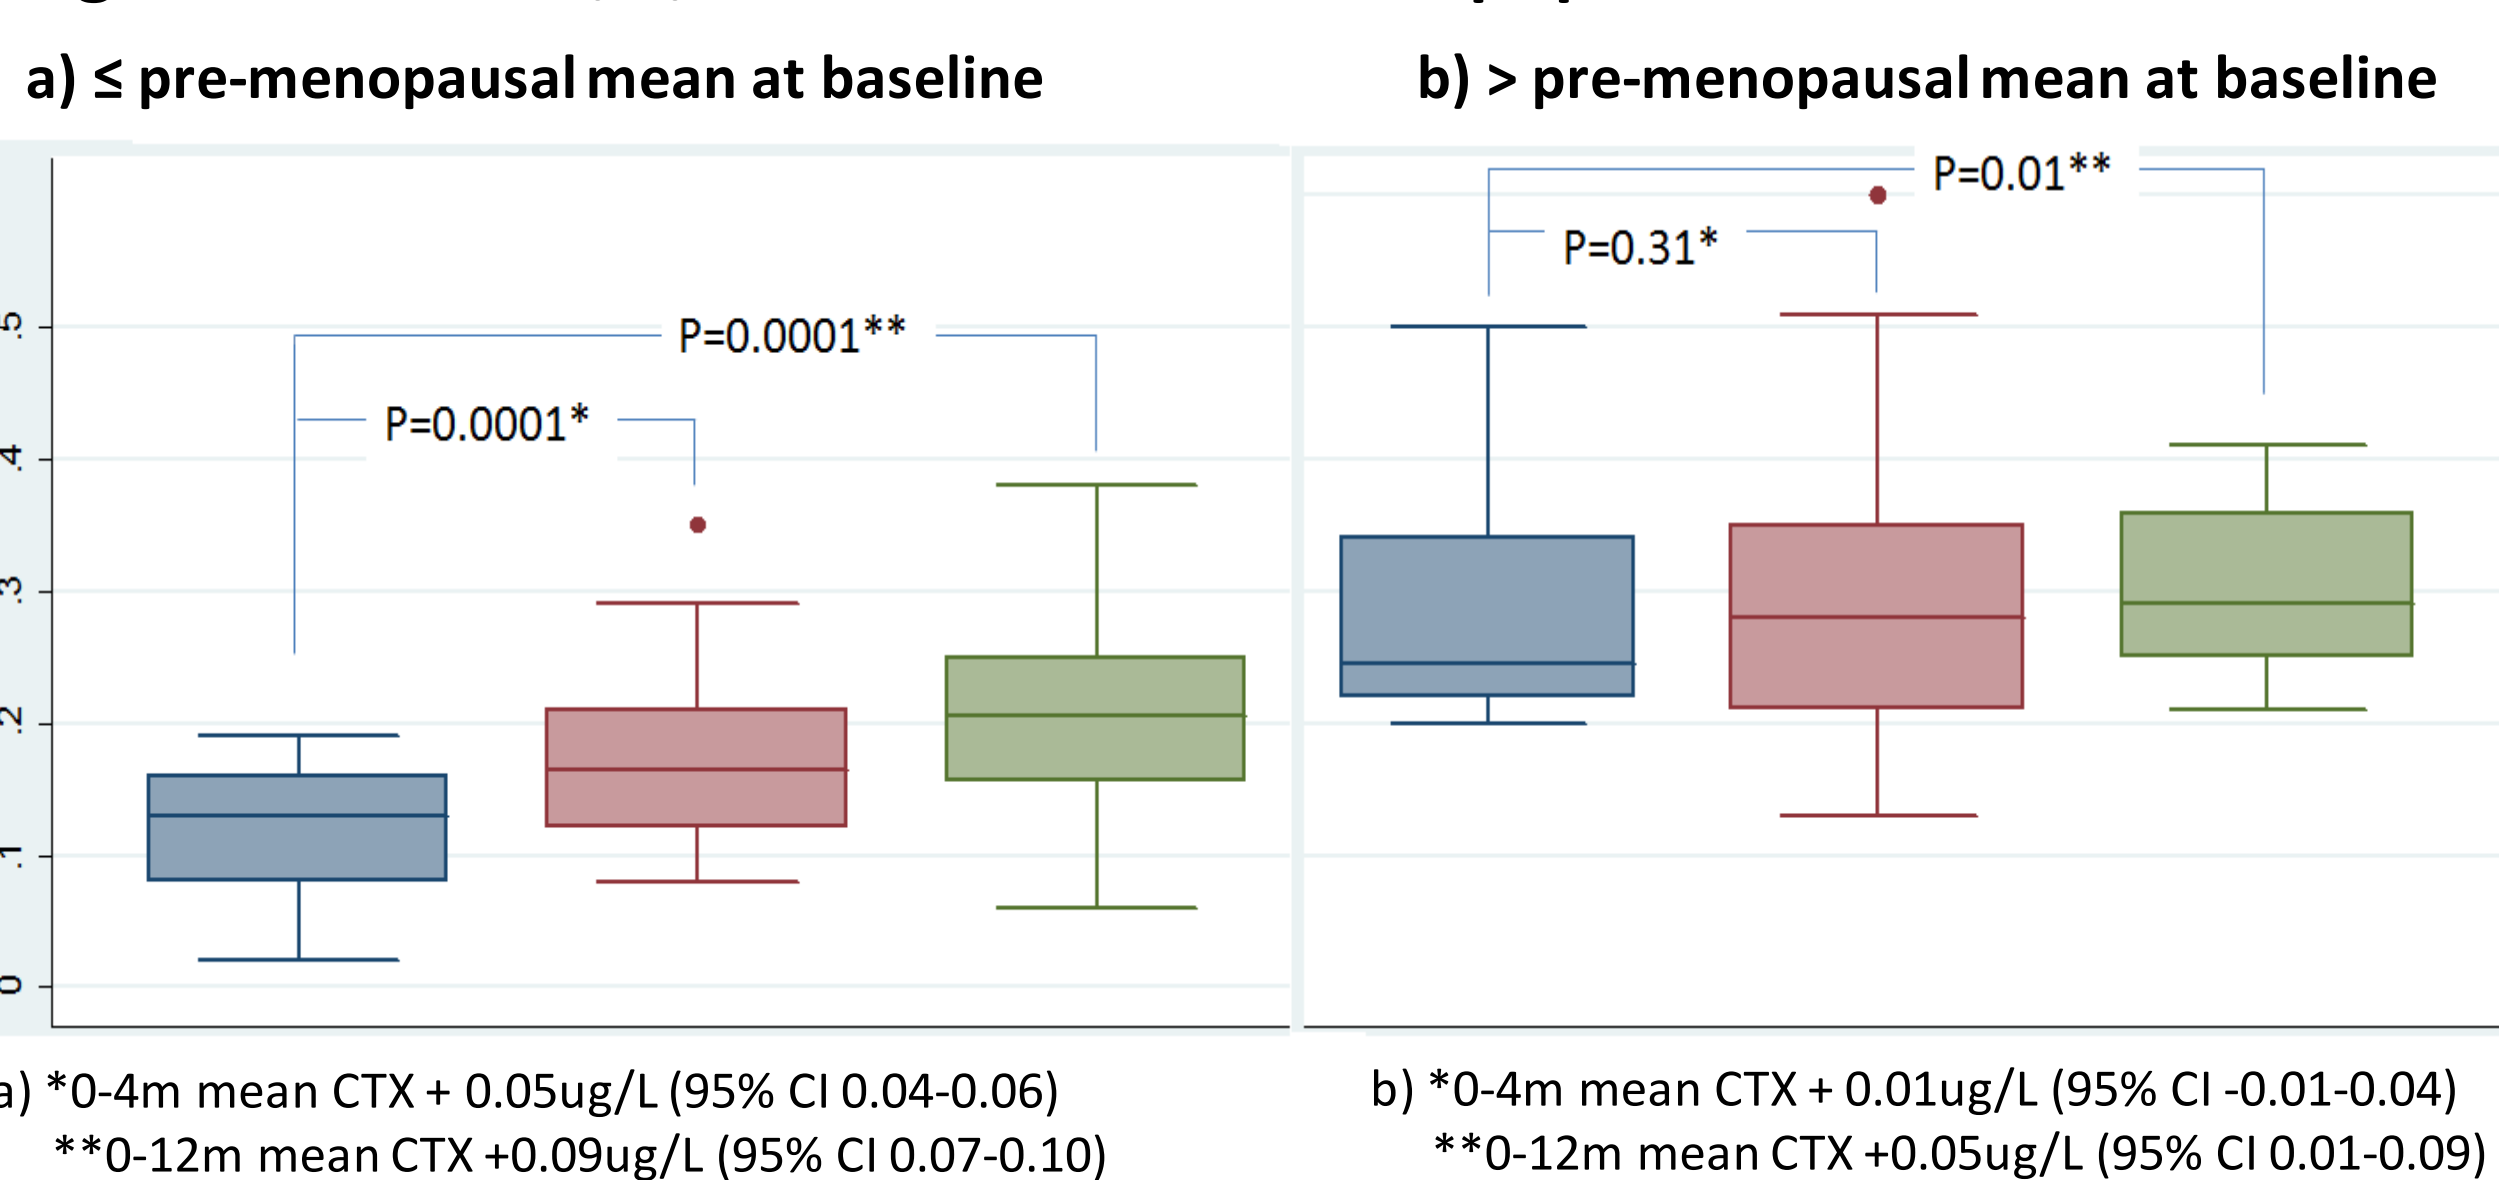 a) ≤ pre-menopausal mean at baseline
b) > pre-menopausal mean at baseline
P=0.01**
P=0.31*
P=0.0001**
P=0.0001*
.5
.4
.3
.2
.1
0
a) *0-4m mean CTX + 0.05ug/L (95% CI 0.04-0.06)
**0-12m mean CTX +0.09ug/L (95% CI 0.07-0.10)
b) *0-4m mean CTX + 0.01ug/L (95% CI -0.01-0.04)
**0-12m mean CTX +0.05ug/L (95% CI 0.01-0.09)